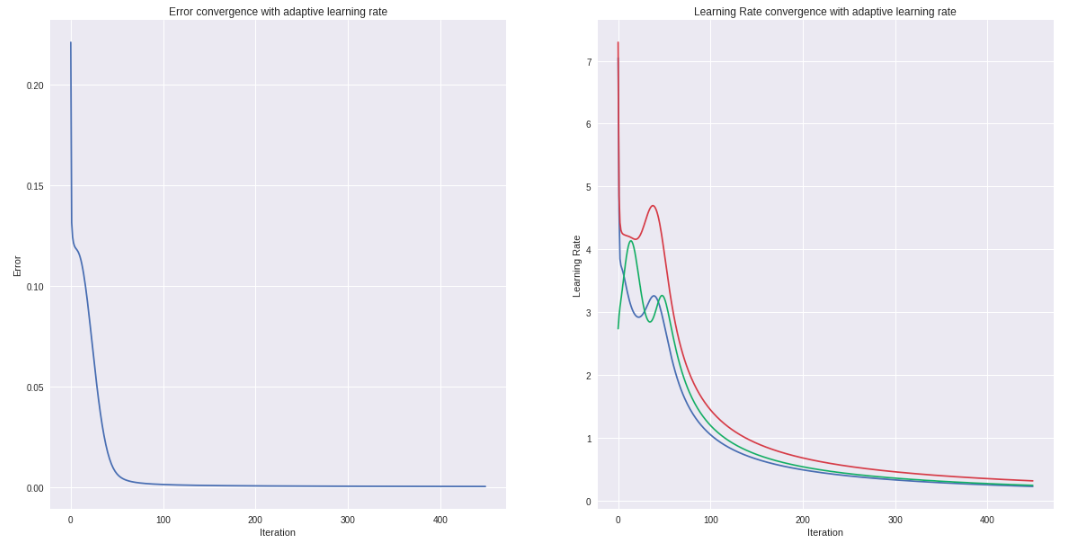 Error convergence with adaptive learning rate
0.20
0.15
0.10
0.05
0.00
Error
0 100 200 300 400
Iteration
Learning Rate convergence with adaptive learning rate
7
6
5
4
3
2
1
0
Learning Rate
0 100 200 300 400
Iteration